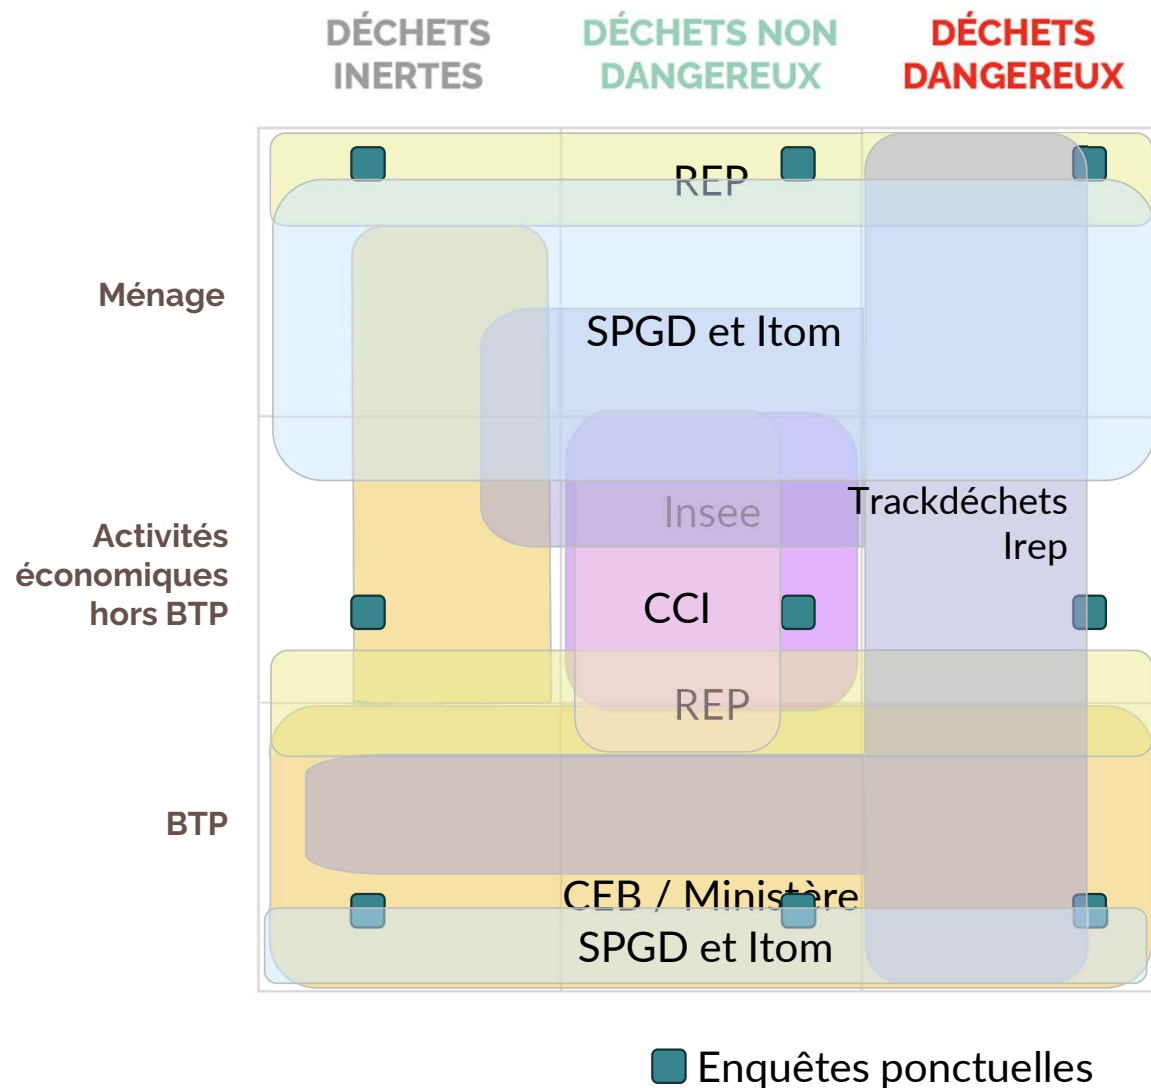 DÉCHETS
INERTES
DÉCHETS NON
DANGEREUX
DÉCHETS
DANGEREUX
REP
Ménage
SPGD et Itom
Activités
économiques
hors BTP
Insee
Trackdéchets
Irep
CCI
REP
BTP
CEB / Ministère
SPGD et Itom
Enquêtes ponctuelles